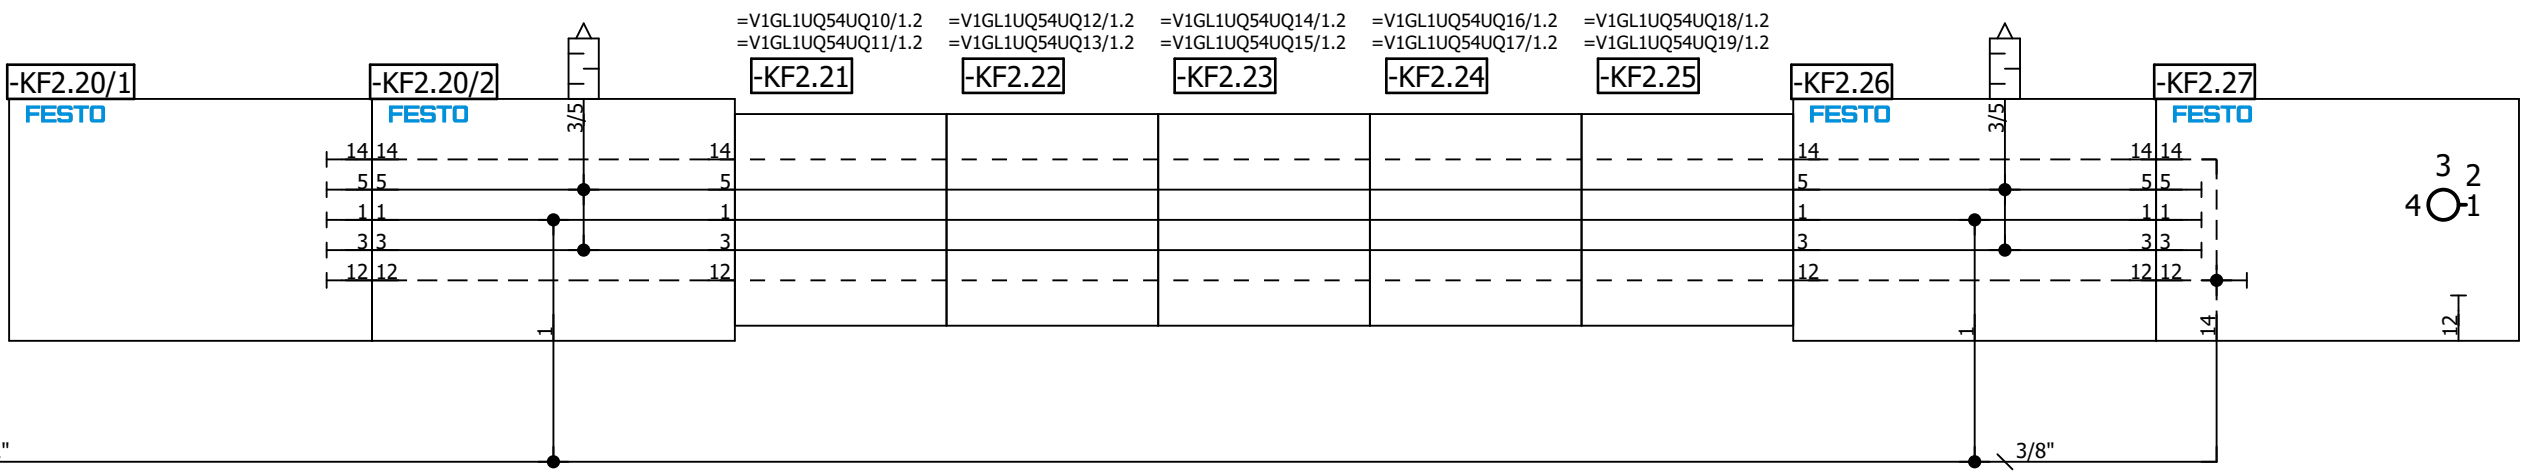 =V1GL1UQ54UQ10/1.2 =V1GL1UQ54UQ12/1.2 =V1GL1UQ54UQ14/1.2 =V1GL1UQ54UQ16/1.2 =V1GL1UQ54UQ18/1.2
=V1GL1UQ54UQ11/1.2 =V1GL1UQ54UQ13/1.2 =V1GL1UQ54UQ15/1.2 =V1GL1UQ54UQ17/1.2 =V1GL1UQ54UQ19/1.2
-KF2.20/1 -KF2.20/2 -KF2.21 -KF2.22 -KF2.23 -KF2.24 -KF2.25 -KF2.26 -KF2.27
FESTO FESTO FESTO FESTO
3/5 3/5
14 14 14 14 14 14
5 5 5 5 5 5
1 1 1 1 1 1
3 3 3 3 3 3
12 12 12 12 12 12
3 2
4 1
1 1 14 12
" 3/8"